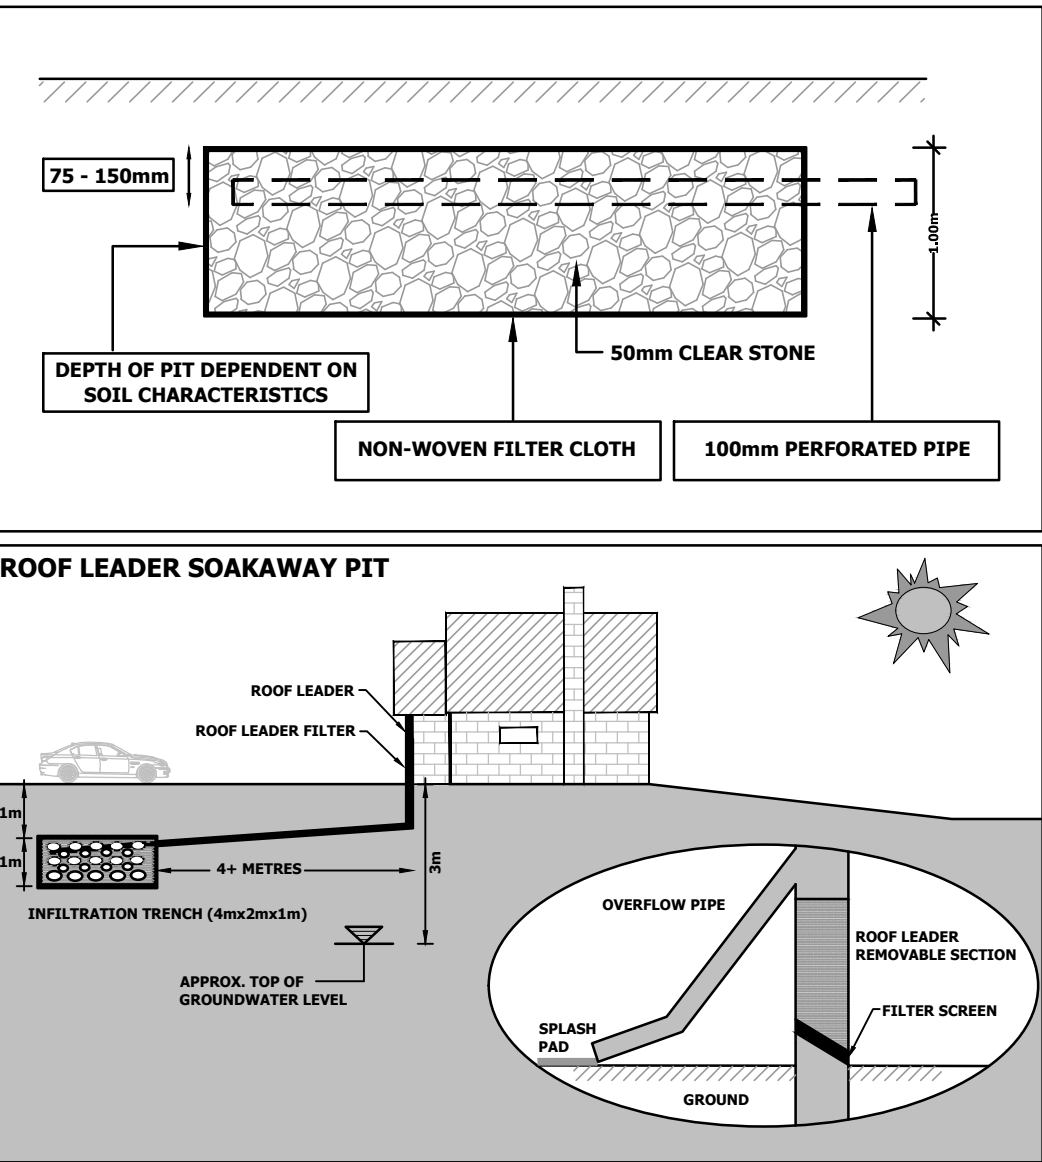 75 - 150mm
1.00m
50mm CLEAR STONE
DEPTH OF PIT DEPENDENT ON
SOIL CHARACTERISTICS
NON-WOVEN FILTER CLOTH
100mm PERFORATED PIPE
ROOF LEADER SOAKAWAY PIT
ROOF LEADER
ROOF LEADER FILTER
1m
1m
4+ METRES
3m
INFILTRATION TRENCH (4mx2mx1m)
APPROX. TOP OF
GROUNDWATER LEVEL
OVERFLOW PIPE
ROOF LEADER
REMOVABLE SECTION
FILTER SCREEN
SPLASH
PAD
GROUND